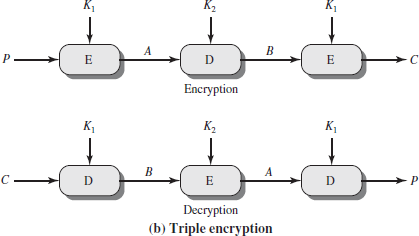 K1 K2 K1
P E A D B E C
Encryption
K1 K2 K1
C D B E A D P
Decryption
(b) Triple encryption